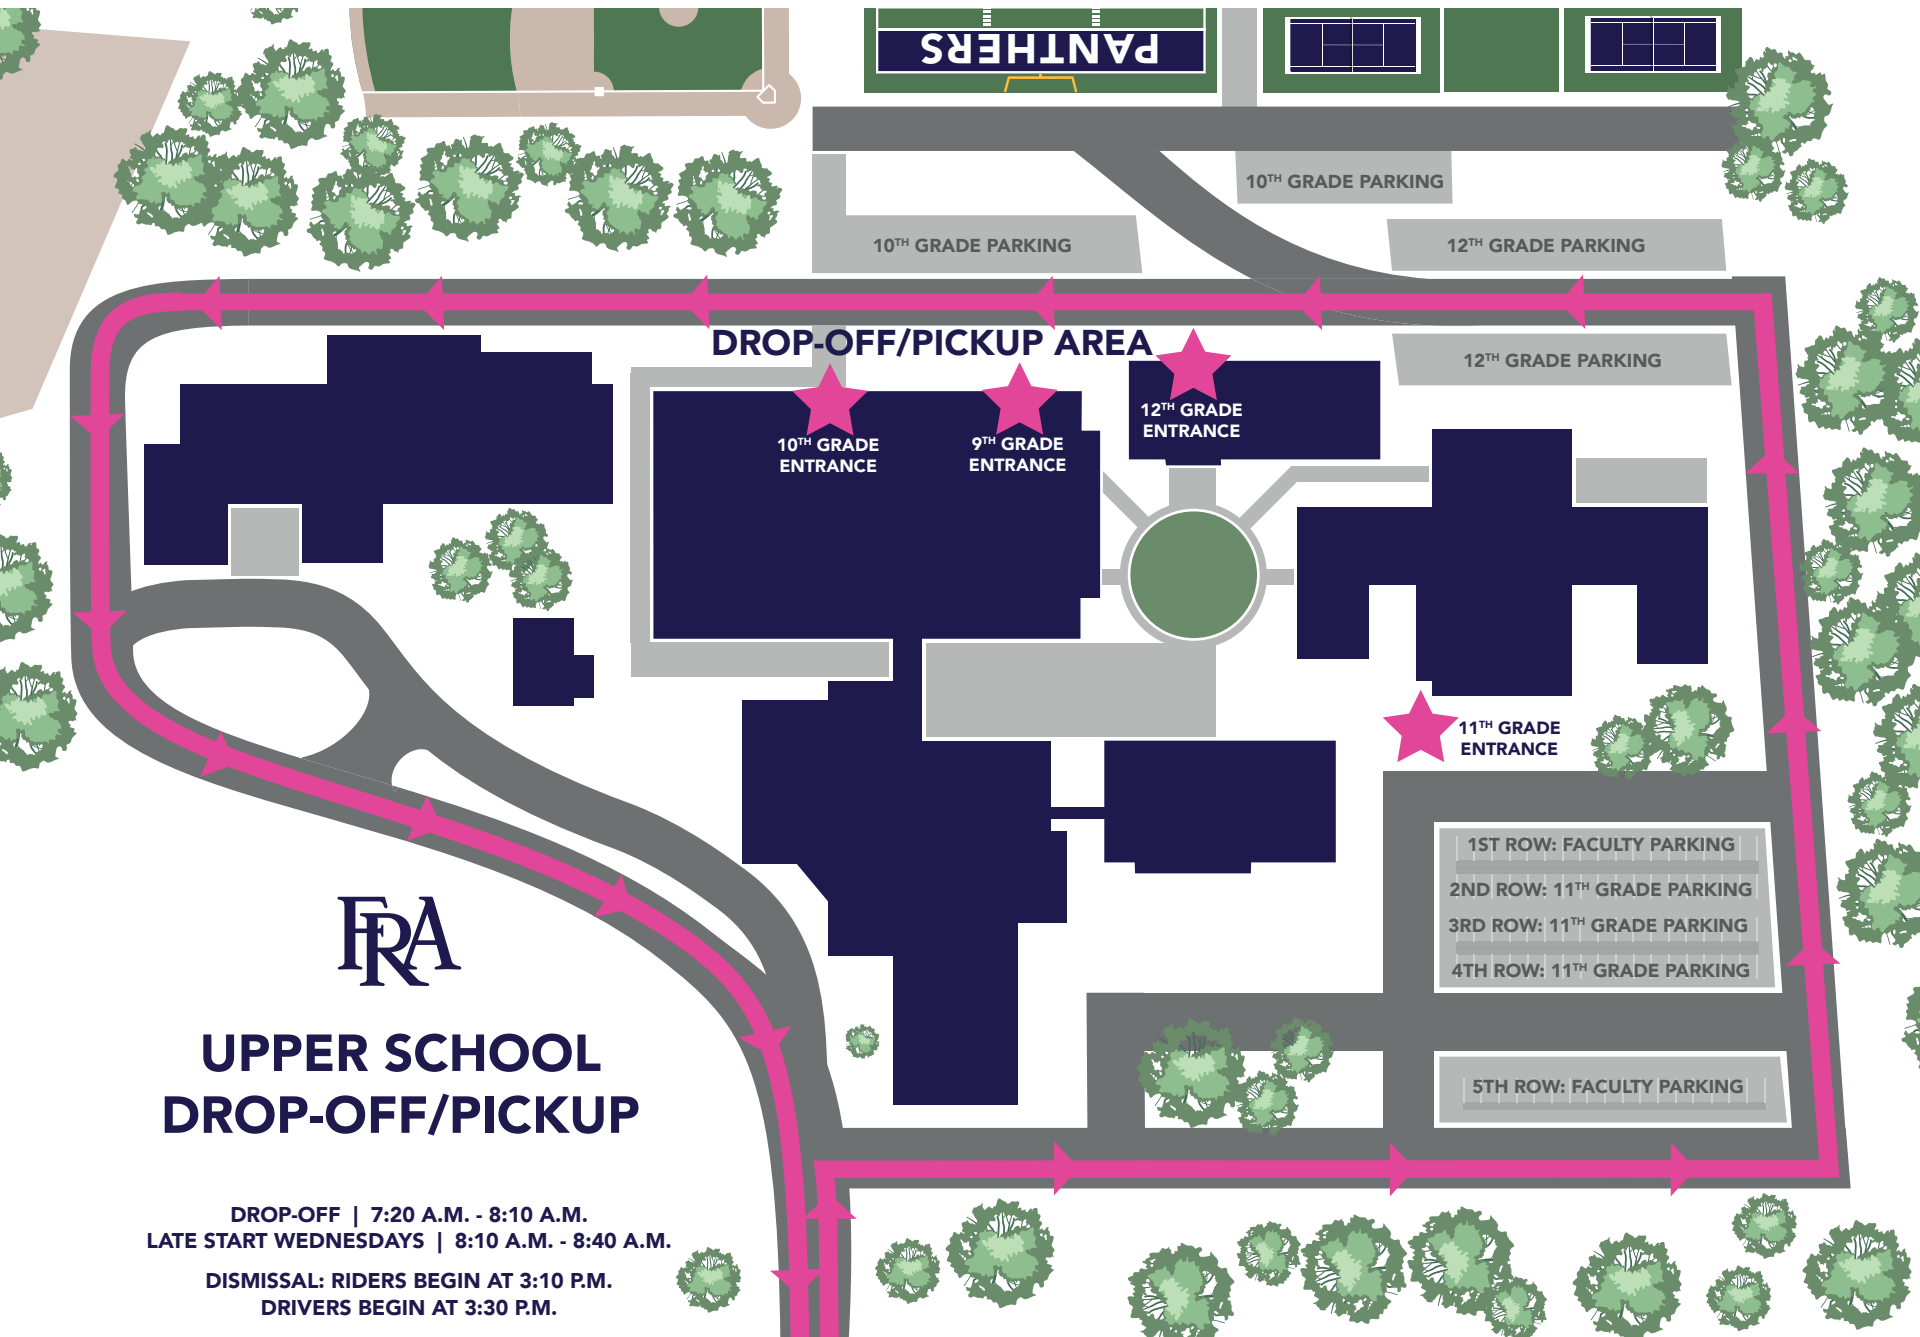 PANTHERS
10TH GRADE PARKING
10TH GRADE PARKING
12TH GRADE PARKING
DROP-OFF/PICKUP AREA
12TH GRADE PARKING
12TH GRADE
ENTRANCE
10TH GRADE
ENTRANCE
9TH GRADE
ENTRANCE
11TH GRADE
ENTRANCE
1ST ROW: FACULTY PARKING
2ND ROW: 11TH GRADE PARKING
3RD ROW: 11TH GRADE PARKING
4TH ROW: 11TH GRADE PARKING
5TH ROW: FACULTY PARKING
FRA
UPPER SCHOOL
DROP-OFF/PICKUP
DROP-OFF | 7:20 A.M. - 8:10 A.M.
LATE START WEDNESDAYS | 8:10 A.M. - 8:40 A.M.
DISMISSAL: RIDERS BEGIN AT 3:10 P.M.
DRIVERS BEGIN AT 3:30 P.M.